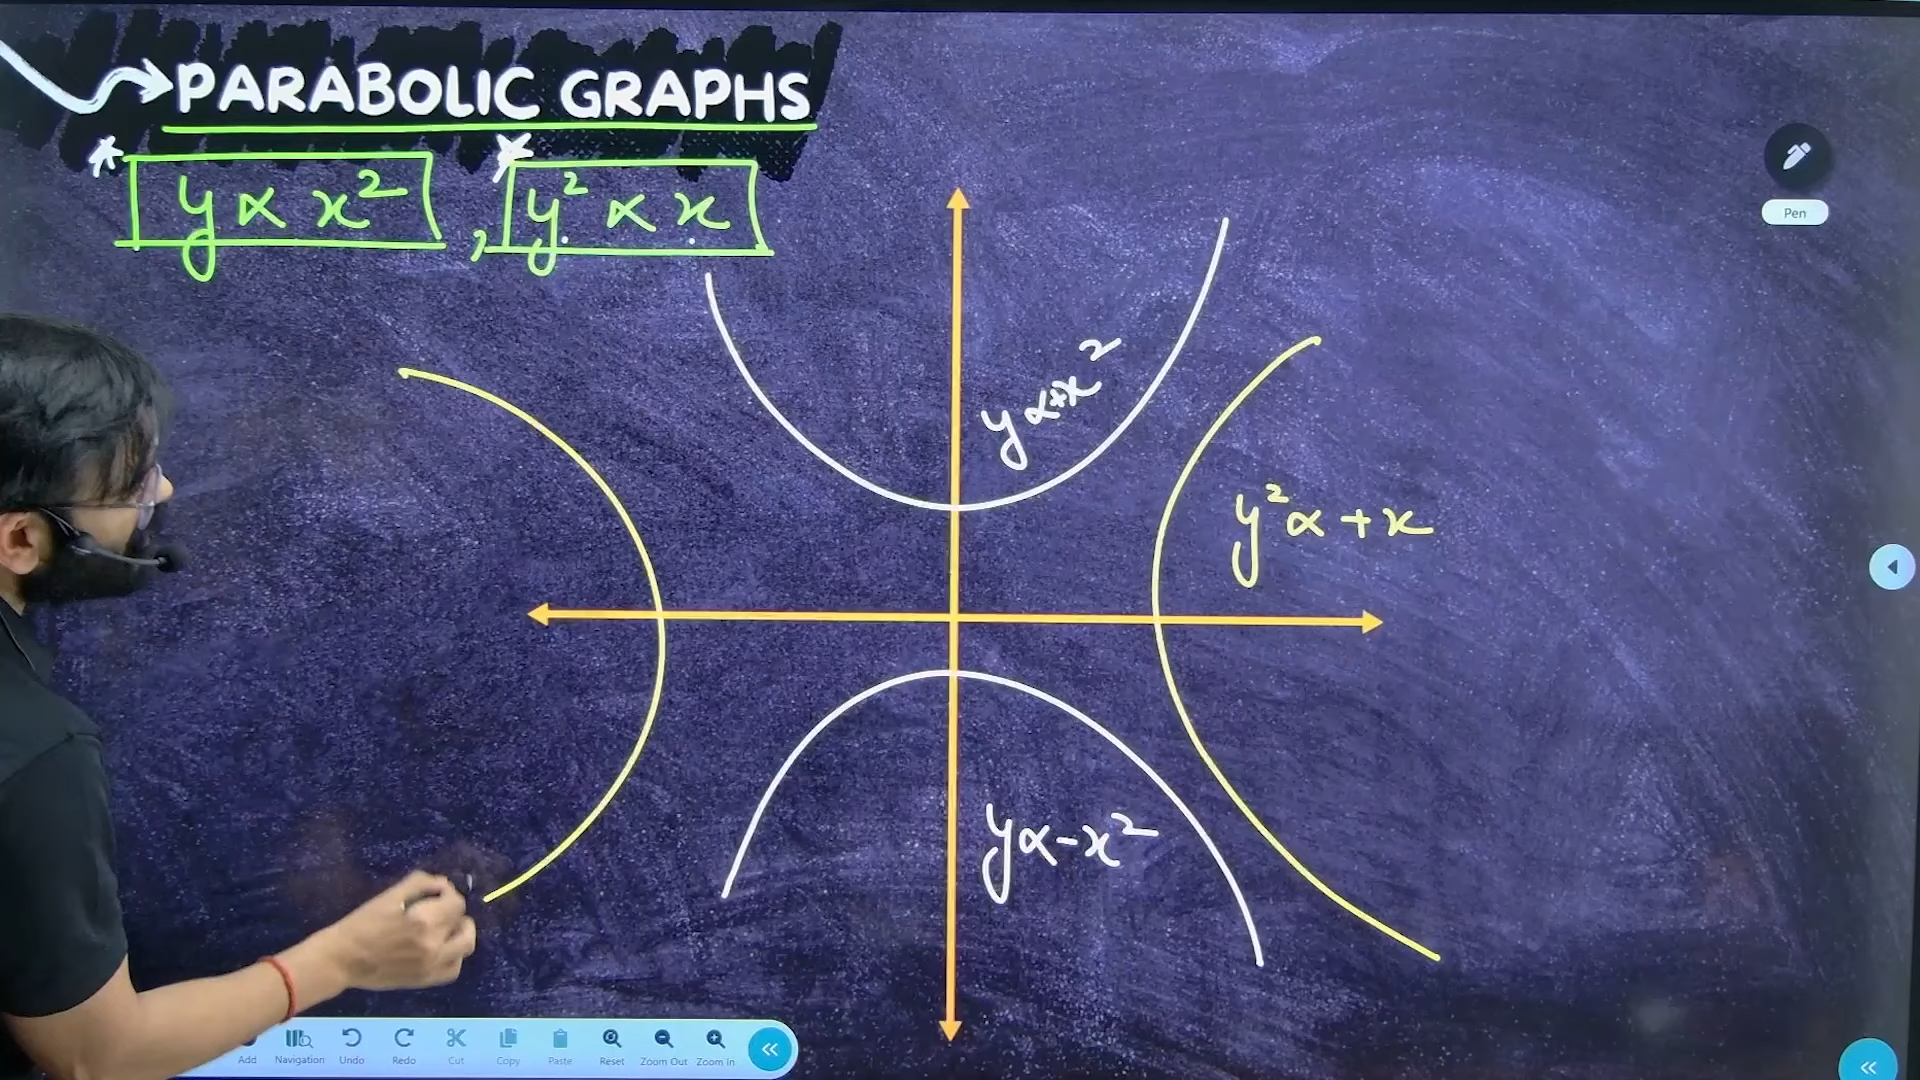 PARABOLIC GRAPHS
y ∝ x², y² ∝ x
y ∝ +x²
y² ∝ +x
y ∝ -x²
Pen
Add Navigation Undo Redo Cut Copy Paste Reset Zoom Out Zoom In